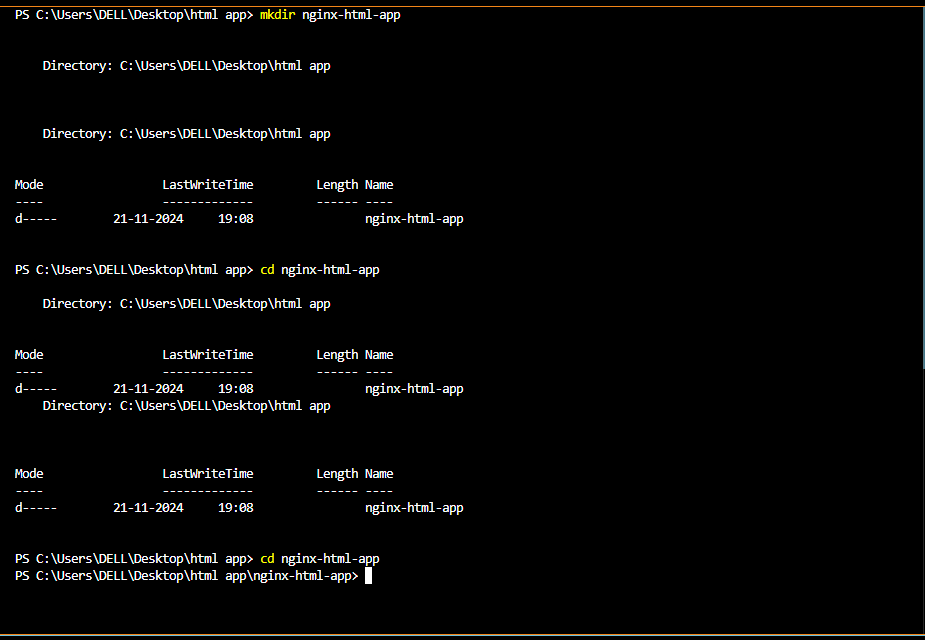 PS C:\Users\DELL\Desktop\html app> mkdir nginx-html-app
Directory: C:\Users\DELL\Desktop\html app
Directory: C:\Users\DELL\Desktop\html app
Mode                 LastWriteTime         Length Name
----                 -------------         ------ ----
d-----        21-11-2024     19:08                nginx-html-app
PS C:\Users\DELL\Desktop\html app> cd nginx-html-app
Directory: C:\Users\DELL\Desktop\html app
Mode                 LastWriteTime         Length Name
----                 -------------         ------ ----
d-----        21-11-2024     19:08                nginx-html-app
Directory: C:\Users\DELL\Desktop\html app
Mode                 LastWriteTime         Length Name
----                 -------------         ------ ----
d-----        21-11-2024     19:08                nginx-html-app
PS C:\Users\DELL\Desktop\html app> cd nginx-html-app
PS C:\Users\DELL\Desktop\html app\nginx-html-app>